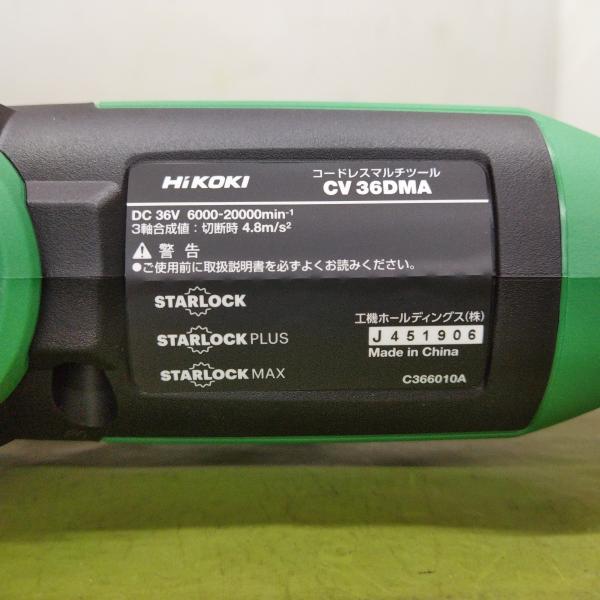 HiKOKI
コードレスマルチツール
CV 36DMA
DC 36V 6000-20000min⁻¹
3軸合成値：切断時 4.8m/s²
警告
●ご使用前に取扱説明書を必ずよくお読みください。
STARLOCK
STARLOCK PLUS
STARLOCK MAX
工機ホールディングス(株)
J451906
Made in China
C366010A